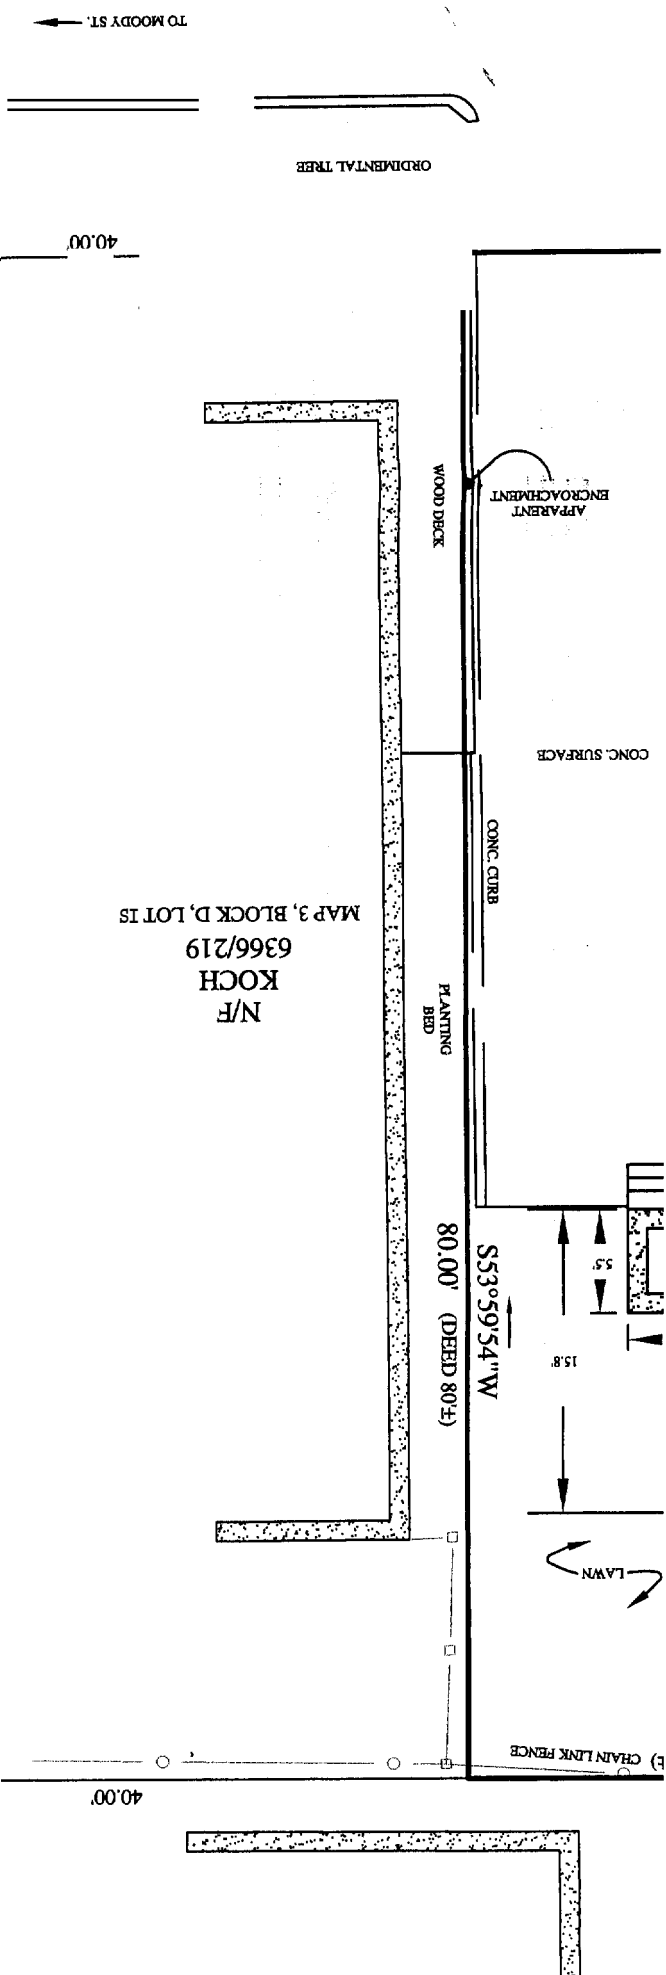 TO MOODY ST.
ORDIMENTAL TREE
40.00'
WOOD DECK
APPARENT
ENCROACHMENT
CONC. SURFACE
CONC. CURB
N/F
KOCH
6366/219
MAP 3, BLOCK D, LOT IS
PLANTING
BED
S53°59'54"W
80.00' (DEED 80'±)
5.5'
15.8'
LAWN
CHAIN LINK FENCE
40.00'